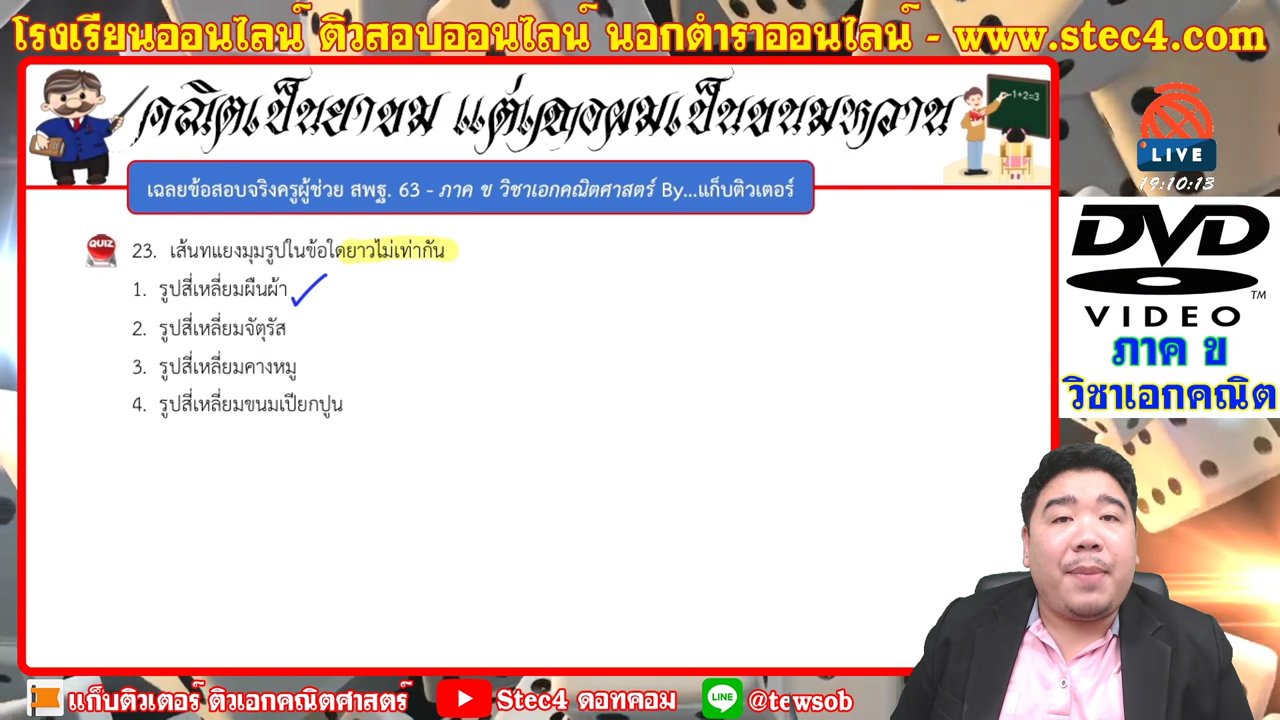 โรงเรียนออนไลน์ ติวสอบออนไลน์ นอกตำราออนไลน์ - www.stec4.com
คณิตเป็นยาขม แต่เธอผมเป็นขนมหวาน
1+2=3
LIVE
19:10:13
เฉลยข้อสอบจริงครูผู้ช่วย สพฐ. 63 - ภาค ข วิชาเอกคณิตศาสตร์ By...แก็บติวเตอร์
DVD
TM
VIDEO
ภาค ข
วิชาเอกคณิต
QUIZ
23. เส้นทแยงมุมรูปในข้อใดยาวไม่เท่ากัน
1. รูปสี่เหลี่ยมผืนผ้า
2. รูปสี่เหลี่ยมจัตุรัส
3. รูปสี่เหลี่ยมคางหมู
4. รูปสี่เหลี่ยมขนมเปียกปูน
แก็บติวเตอร์ ติวเอกคณิตศาสตร์
Stec4 ดอทคอม
LINE
@tewsob